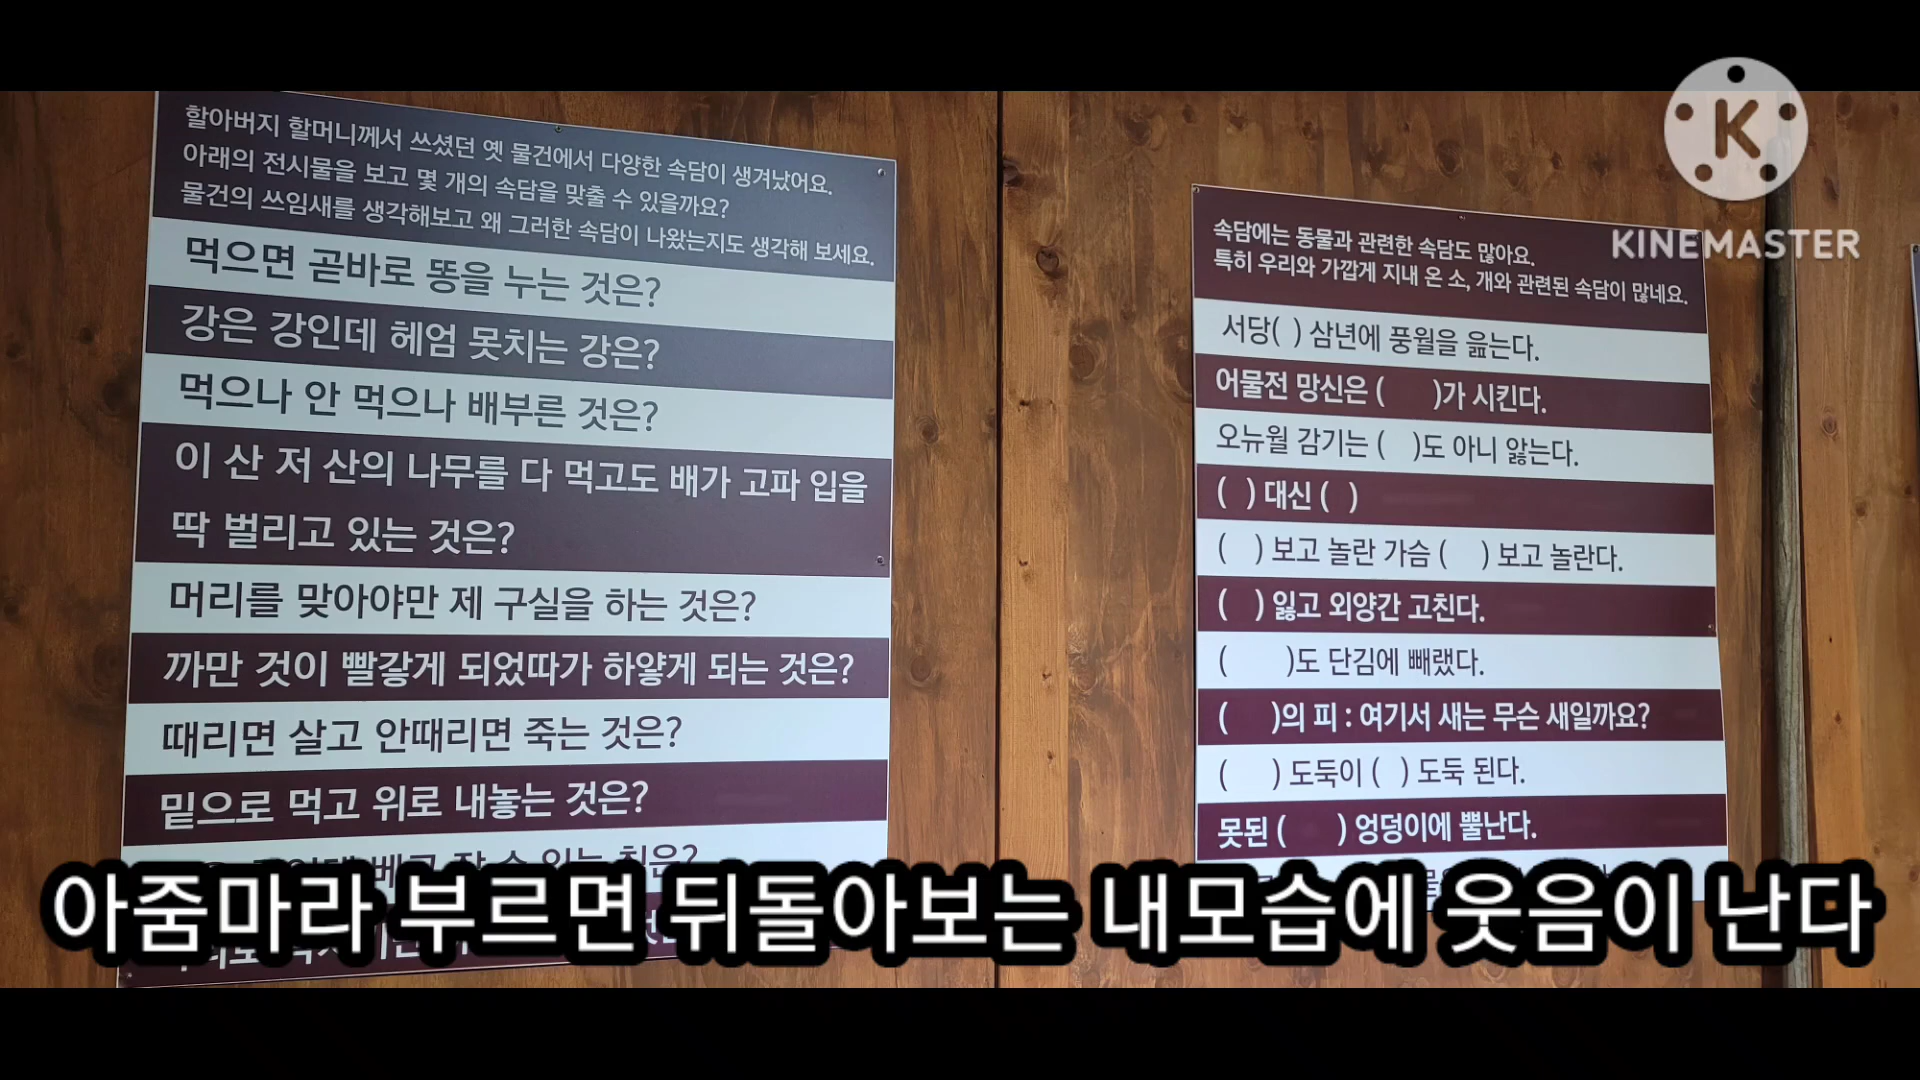 할아버지 할머니께서 쓰셨던 옛 물건에서 다양한 속담이 생겨났어요.
아래의 전시물을 보고 몇 개의 속담을 맞출 수 있을까요?
물건의 쓰임새를 생각해보고 왜 그러한 속담이 나왔는지도 생각해 보세요.
먹으면 곧바로 똥을 누는 것은?
강은 강인데 헤엄 못치는 강은?
먹으나 안 먹으나 배부른 것은?
이 산 저 산의 나무를 다 먹고도 배가 고파 입을
딱 벌리고 있는 것은?
머리를 맞아야만 제 구실을 하는 것은?
까만 것이 빨갛게 되었따가 하얗게 되는 것은?
때리면 살고 안때리면 죽는 것은?
밑으로 먹고 위로 내놓는 것은?
KINEMASTER
속담에는 동물과 관련한 속담도 많아요.
특히 우리와 가깝게 지내 온 소, 개와 관련된 속담이 많네요.
서당( ) 삼년에 풍월을 읊는다.
어물전 망신은 ( )가 시킨다.
오뉴월 감기는 ( )도 아니 앓는다.
( ) 대신 ( )
( ) 보고 놀란 가슴 ( ) 보고 놀란다.
( ) 잃고 외양간 고친다.
( )도 단김에 빼랬다.
( )의 피 : 여기서 새는 무슨 새일까요?
( ) 도둑이 ( ) 도둑 된다.
못된 ( ) 엉덩이에 뿔난다.
아줌마라 부르면 뒤돌아보는 내모습에 웃음이 난다